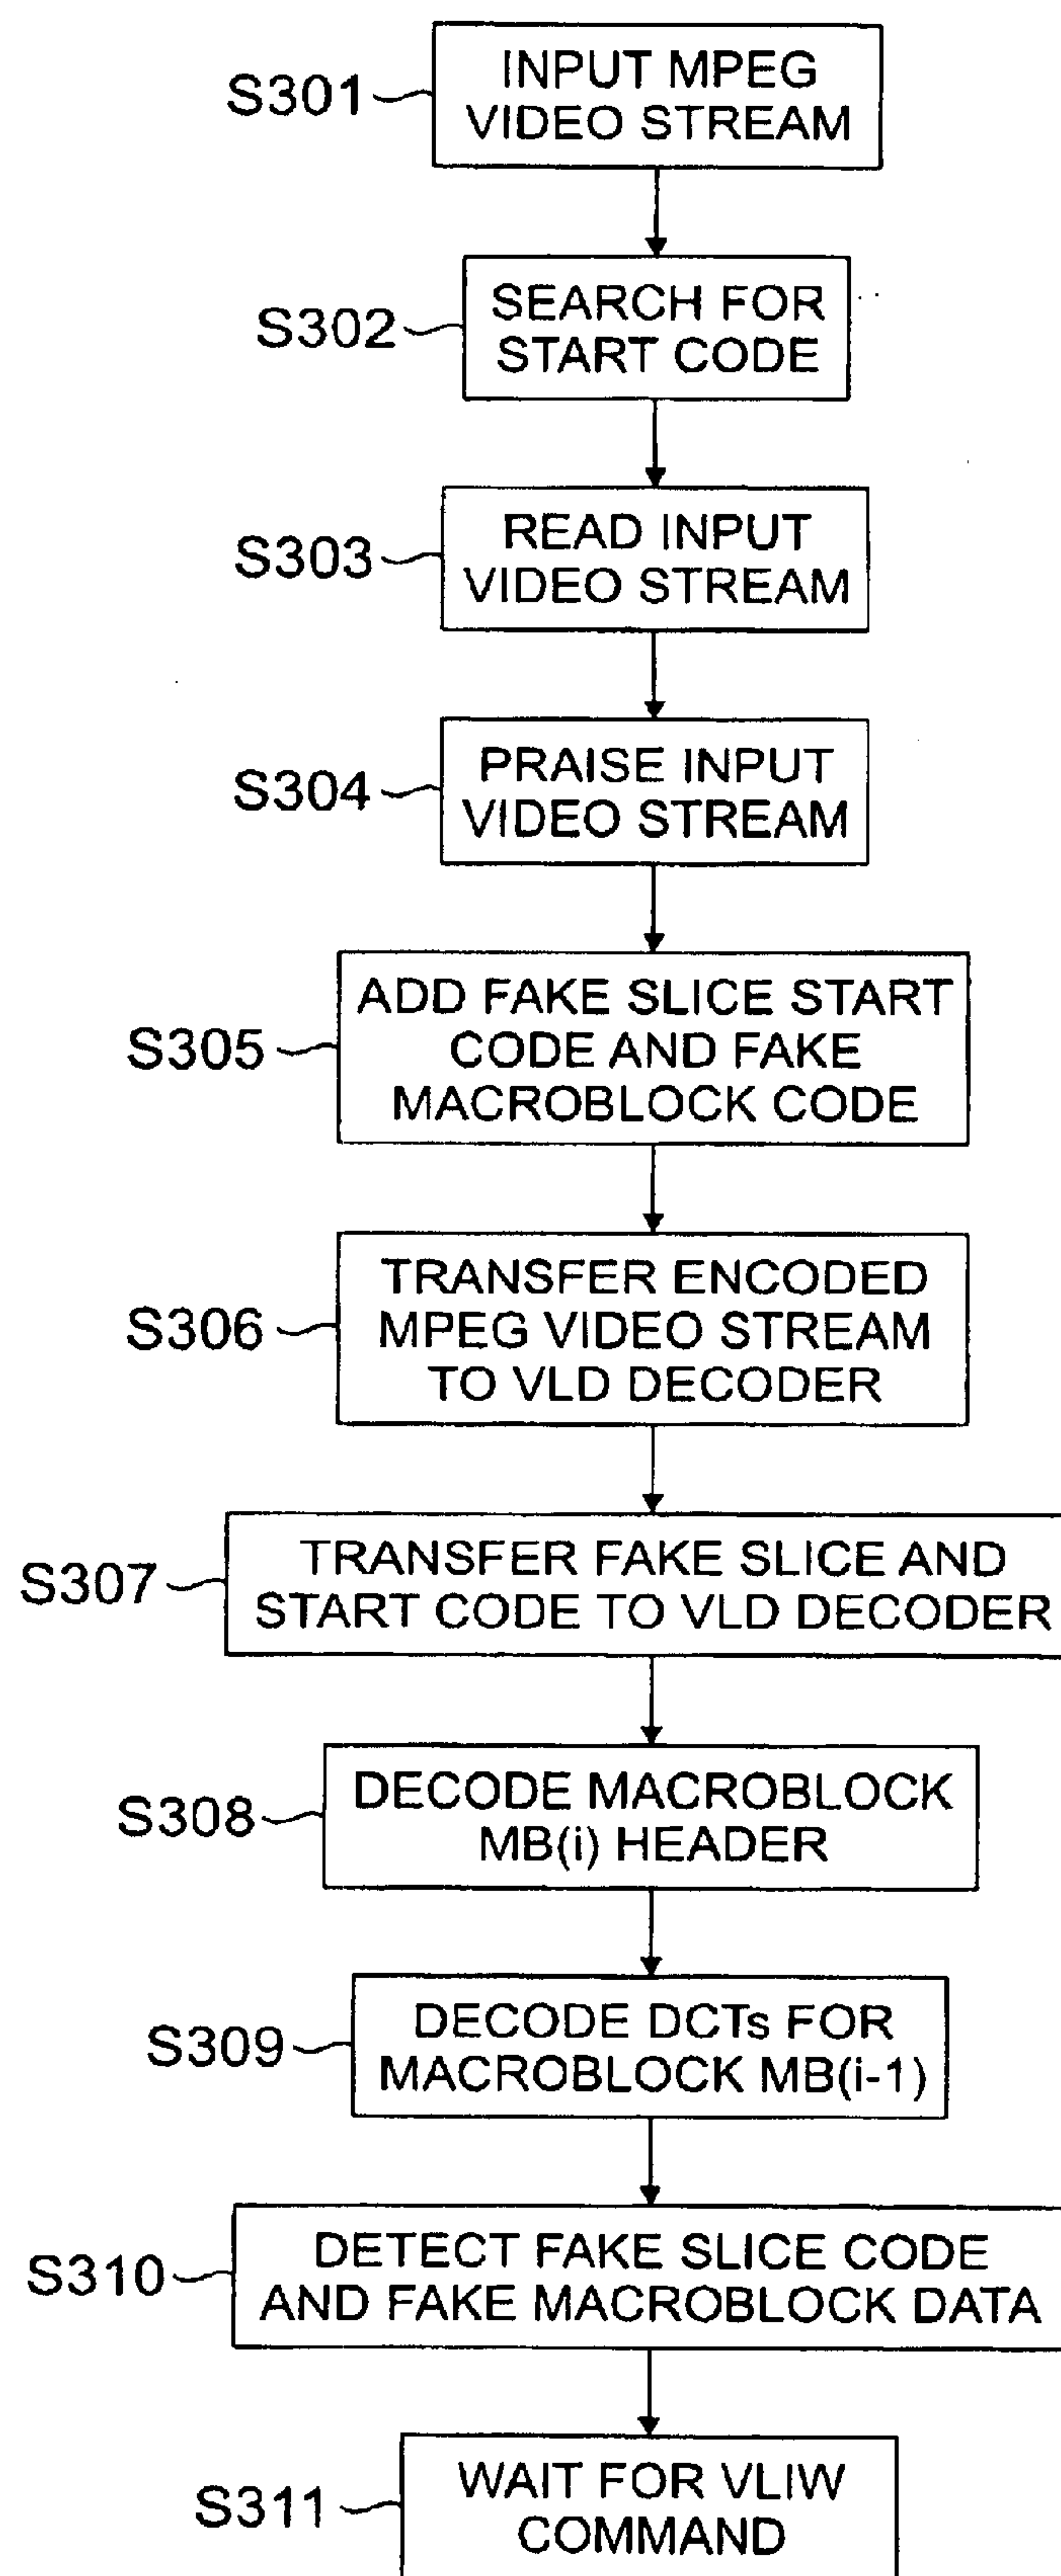 S301
INPUT MPEG
VIDEO STREAM
S302
SEARCH FOR
START CODE
S303
READ INPUT
VIDEO STREAM
S304
PRAISE INPUT
VIDEO STREAM
S305
ADD FAKE SLICE START
CODE AND FAKE
MACROBLOCK CODE
S306
TRANSFER ENCODED
MPEG VIDEO STREAM
TO VLD DECODER
S307
TRANSFER FAKE SLICE AND
START CODE TO VLD DECODER
S308
DECODE MACROBLOCK
MB(i) HEADER
S309
DECODE DCTs FOR
MACROBLOCK MB(i-1)
S310
DETECT FAKE SLICE CODE
AND FAKE MACROBLOCK DATA
S311
WAIT FOR VLIW
COMMAND